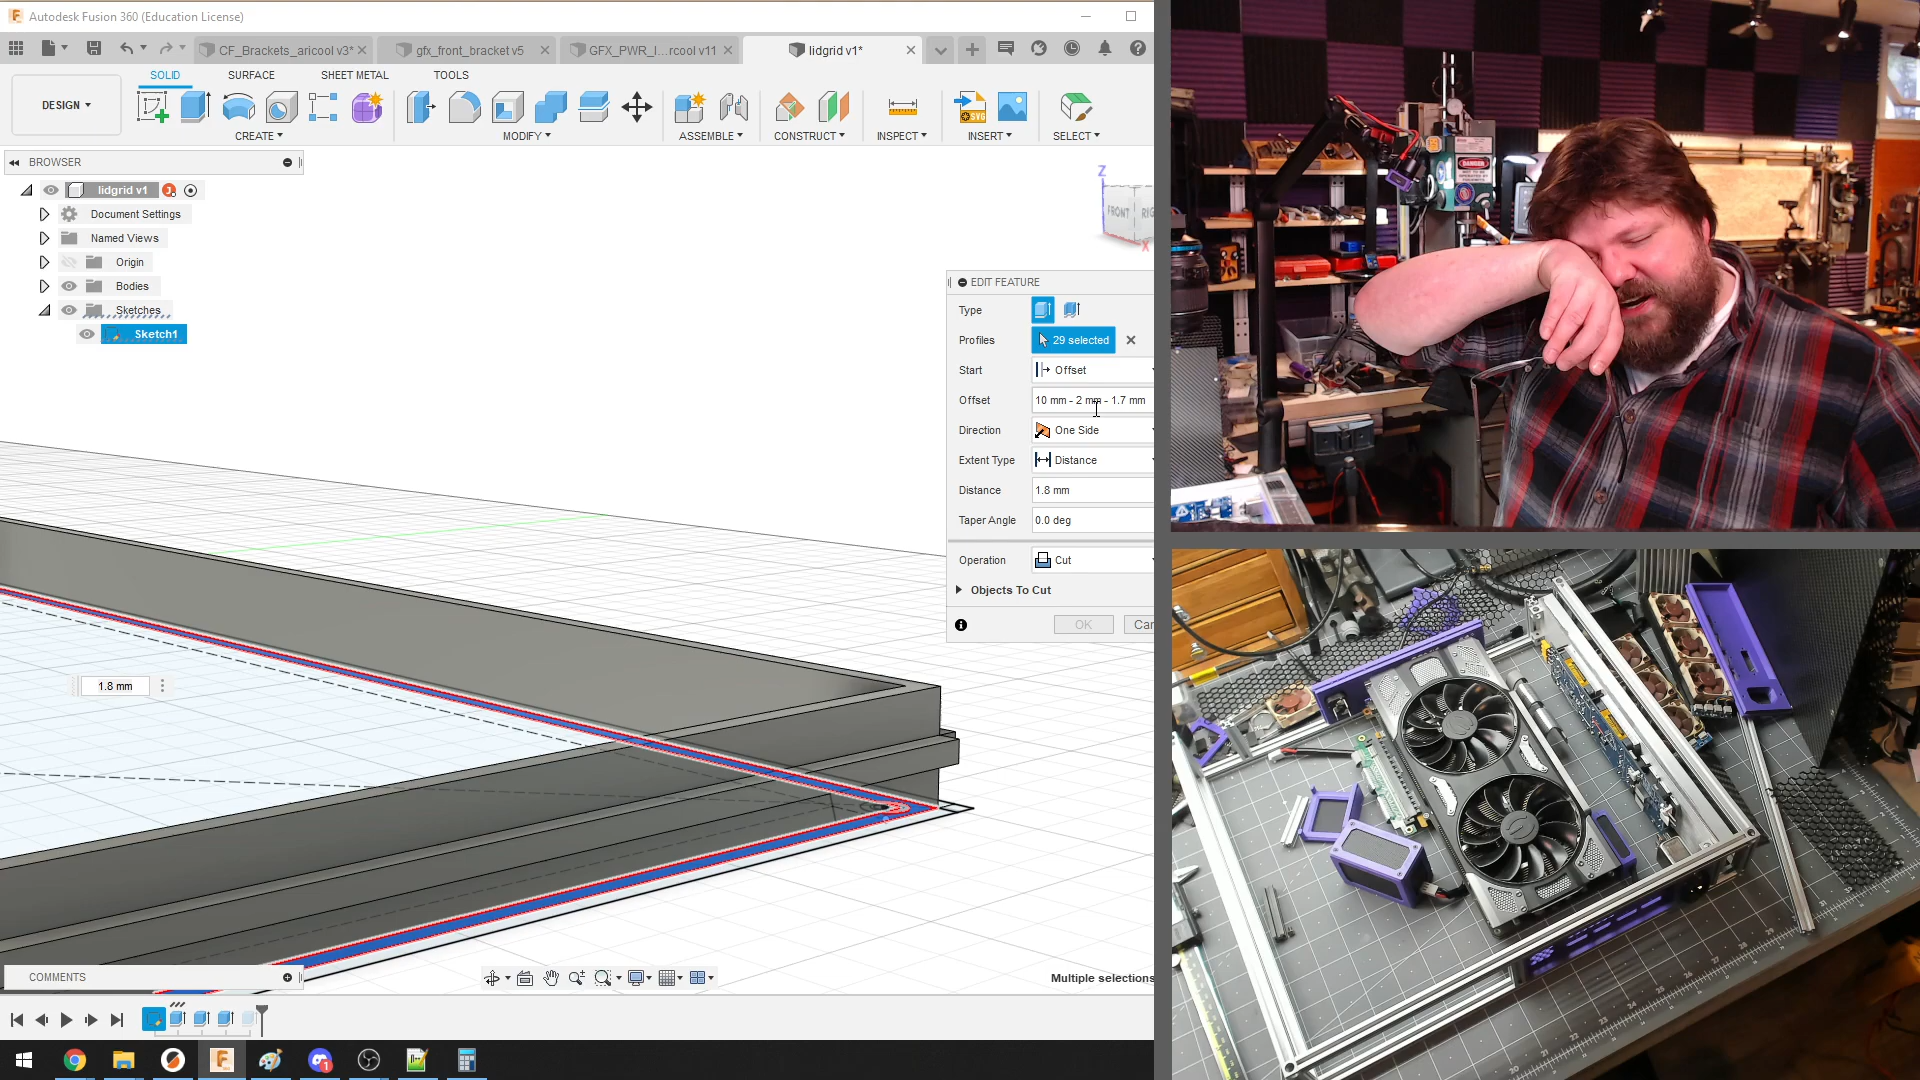 Autodesk Fusion 360 (Education License)
CF_Brackets_aricool v3*
gfx_front_bracket v5
GFX_PWR_I...rcool v11
lidgrid v1*
DESIGN
SOLID
SURFACE
SHEET METAL
TOOLS
CREATE
MODIFY
ASSEMBLE
CONSTRUCT
INSPECT
INSERT
SELECT
BROWSER
lidgrid v1
Document Settings
Named Views
Origin
Bodies
Sketches
Sketch1
Z
FRONT
RIG
X
EDIT FEATURE
Type
Profiles
29 selected
Start
Offset
Offset
10 mm - 2 mm - 1.7 mm
Direction
One Side
Extent Type
Distance
Distance
1.8 mm
Taper Angle
0.0 deg
Operation
Cut
Objects To Cut
OK
Can
1.8 mm
COMMENTS
Multiple selections
DANGER